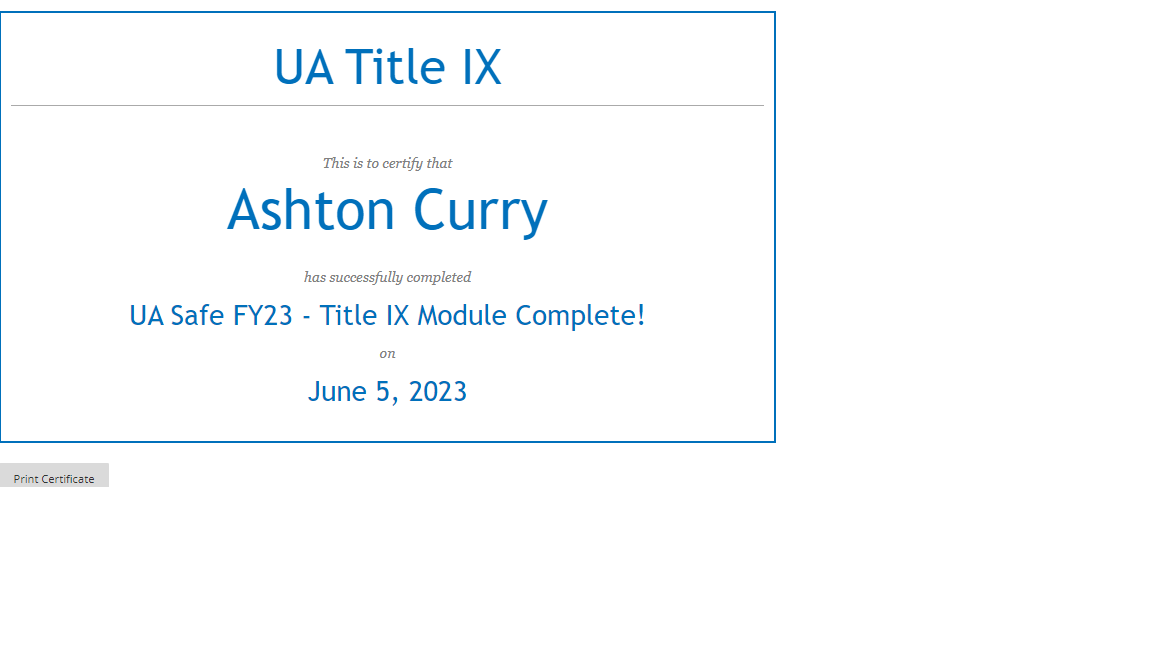 UA Title IX
This is to certify that
Ashton Curry
has successfully completed
UA Safe FY23 - Title IX Module Complete!
on
June 5, 2023
Print Certificate